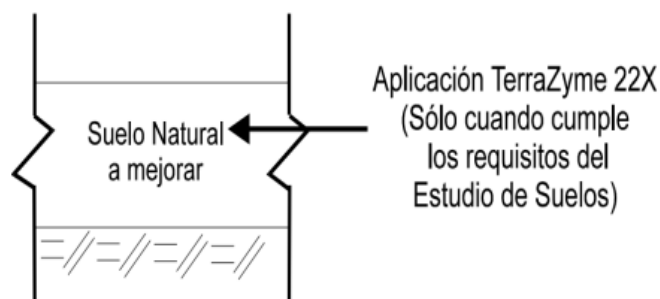 Suelo Natural
a mejorar
Aplicación TerraZyme 22X
(Sólo cuando cumple
los requisitos del
Estudio de Suelos)